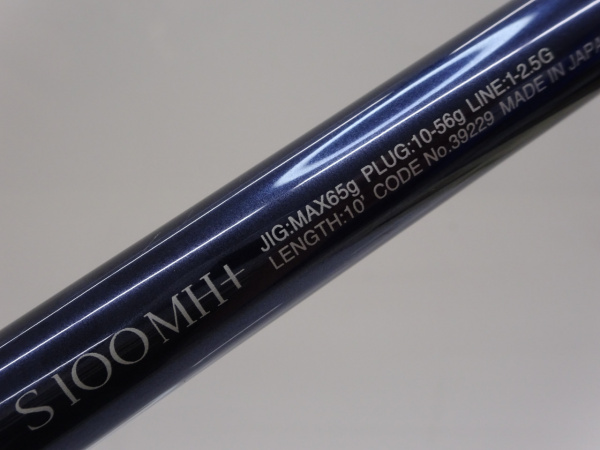 S100MH+
JIG:MAX65g PLUG:10-56g LINE:1-2.5G
LENGTH:10' CODE No.39229 MADE IN JAPAN